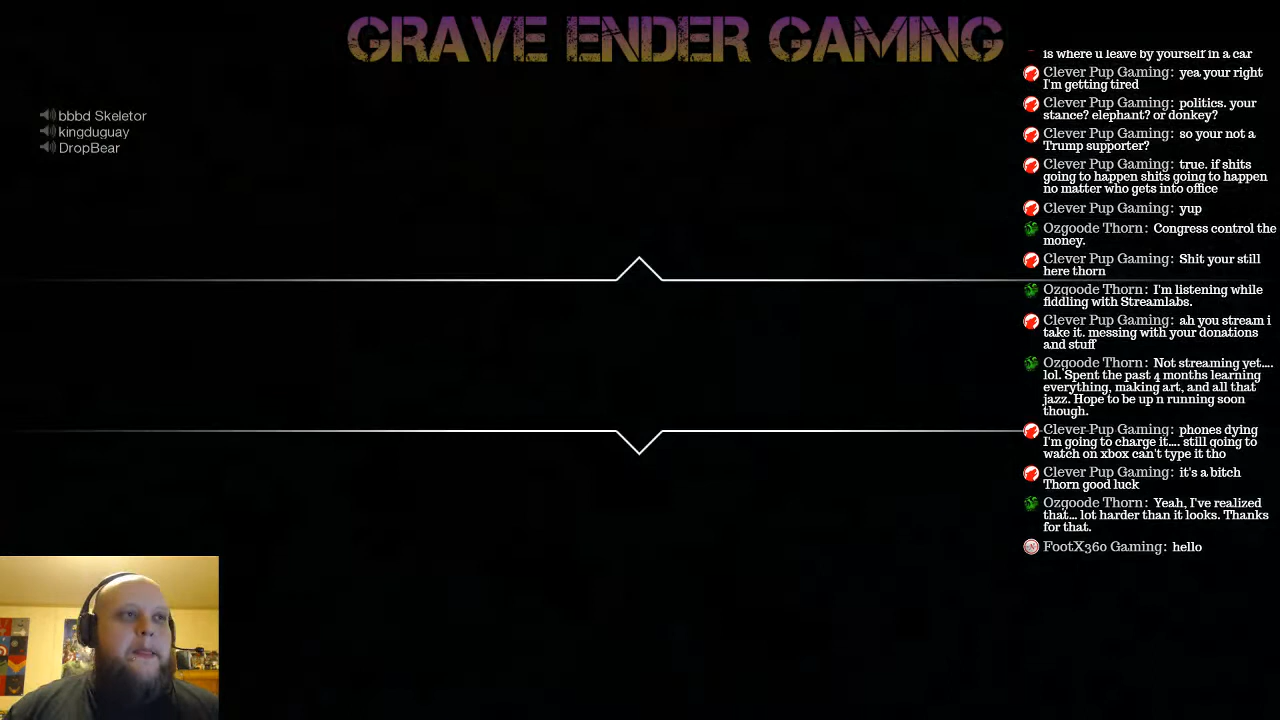 GRAVE ENDER GAMING
bbbd Skeletor
kingduguay
DropBear
is where u leave by yourself in a car
Clever Pup Gaming: yea your right
I'm getting tired
Clever Pup Gaming: politics. your
stance? elephant? or donkey?
Clever Pup Gaming: so your not a
Trump supporter?
Clever Pup Gaming: true. if shits
going to happen shits going to happen
no matter who gets into office
Clever Pup Gaming: yup
Ozgoode Thorn: Congress control the
money.
Clever Pup Gaming: Shit your still
here thorn
Ozgoode Thorn: I'm listening while
fiddling with Streamlabs.
Clever Pup Gaming: ah you stream i
take it. messing with your donations
and stuff
Ozgoode Thorn: Not streaming yet....
lol. Spent the past 4 months learning
everything, making art, and all that
jazz. Hope to be up n running soon
though.
Clever Pup Gaming: phones dying
I'm going to charge it.... still going to
watch on xbox can't type it tho
Clever Pup Gaming: it's a bitch
Thorn good luck
Ozgoode Thorn: Yeah, I've realized
that... lot harder than it looks. Thanks
for that.
FootX360 Gaming: hello